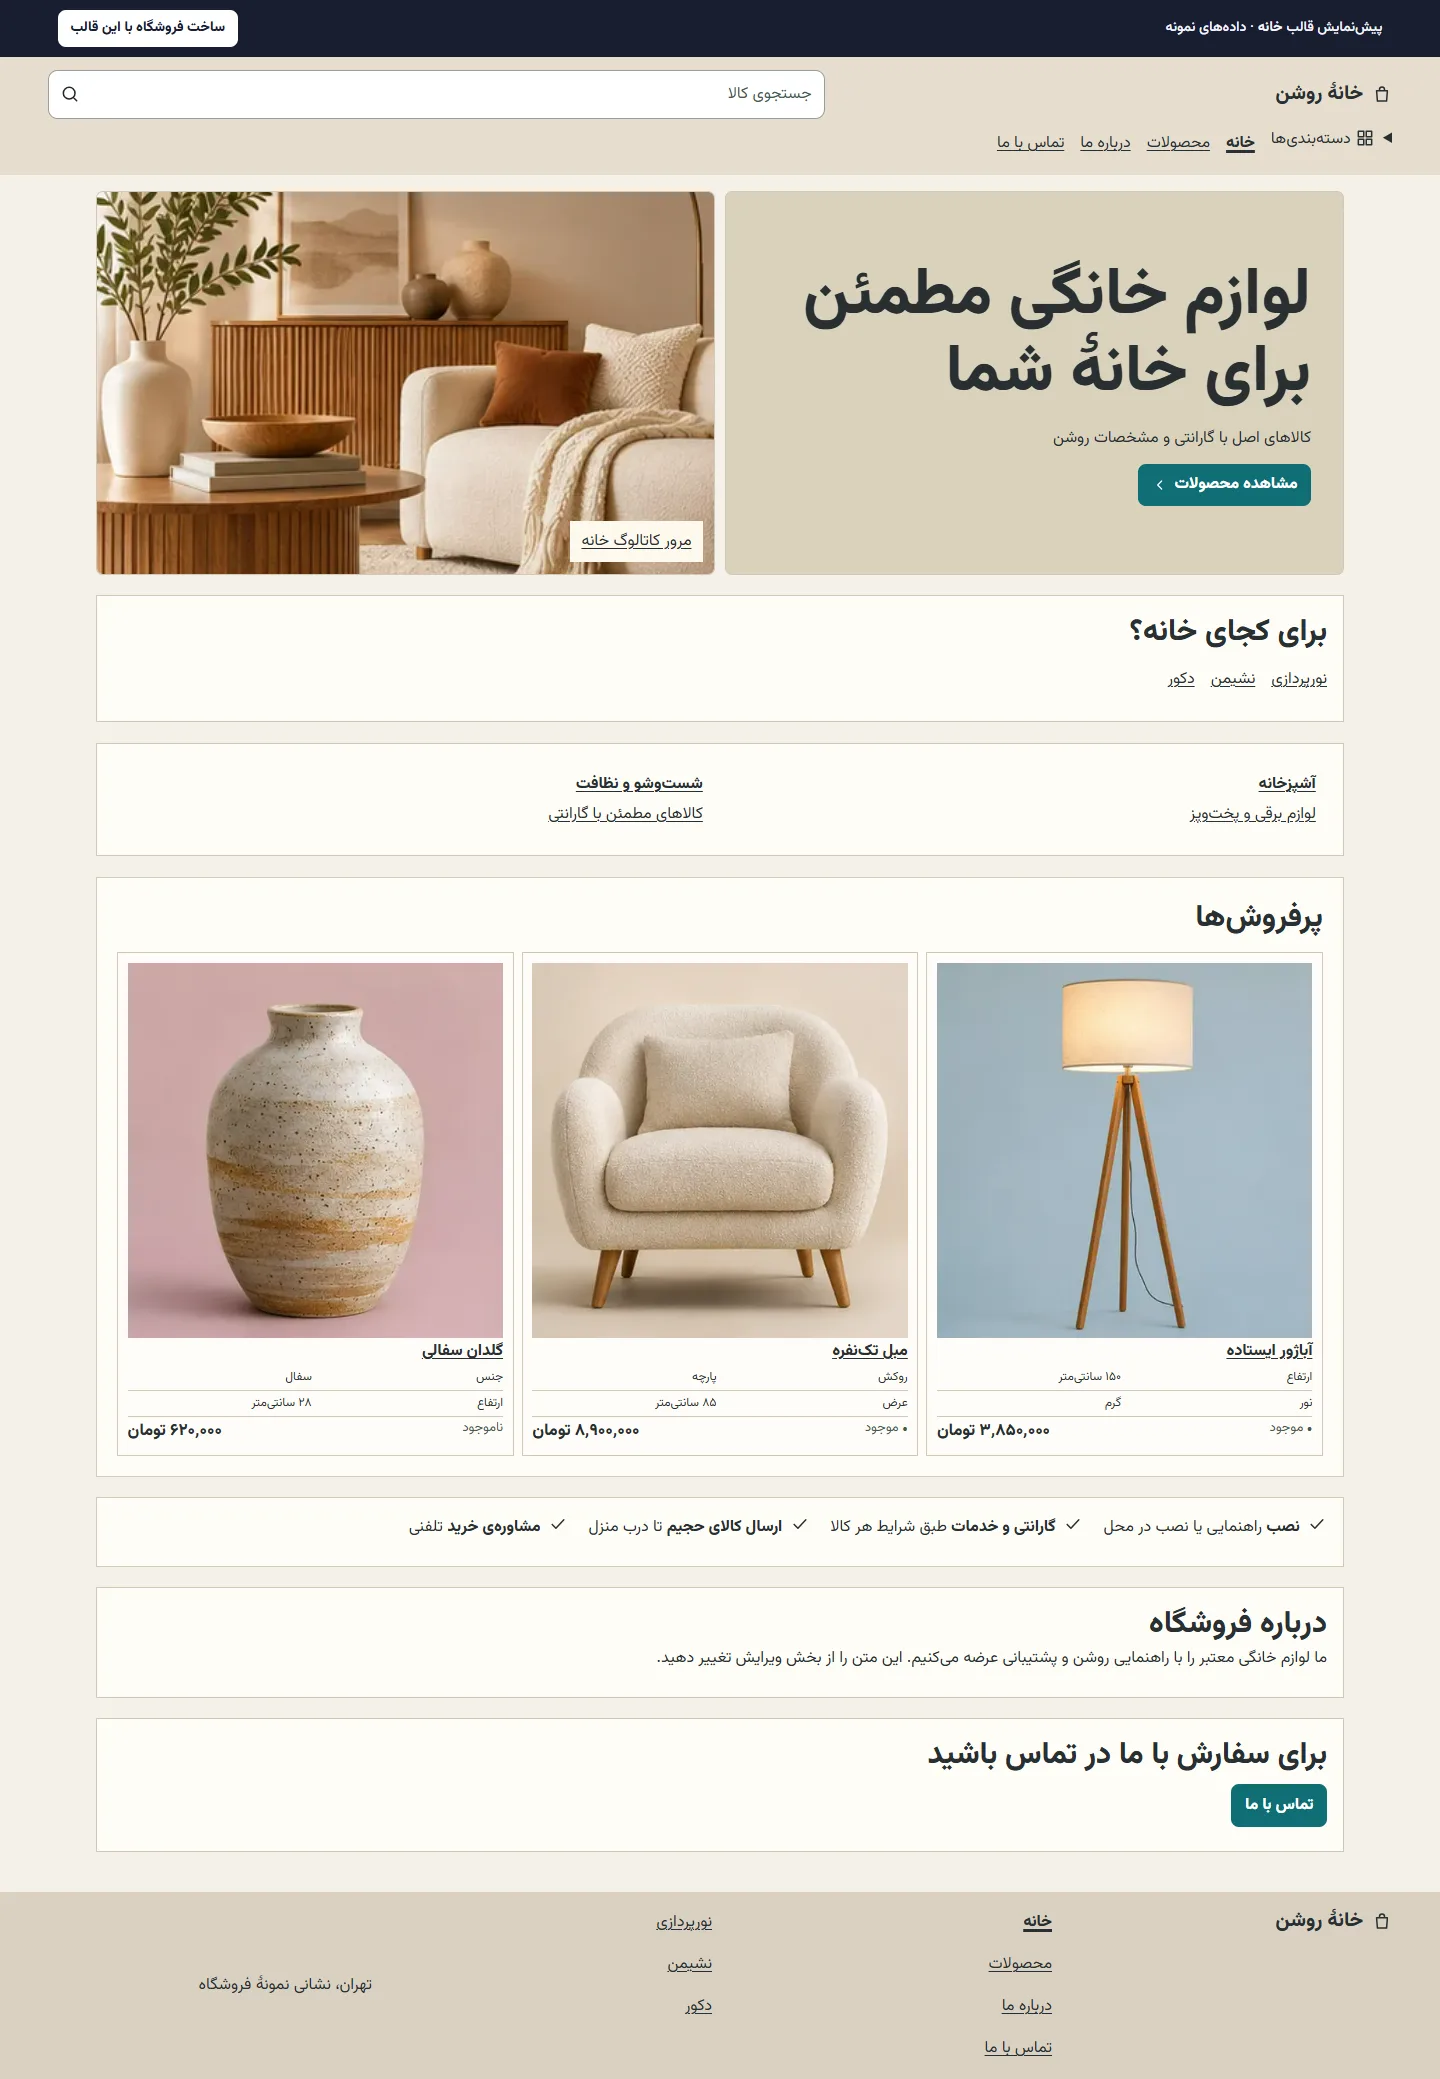 پیش‌نمایش قالب خانه · داده‌های نمونه
ساخت فروشگاه با این قالب
خانهٔ روشن
جستجوی کالا
دسته‌بندی‌ها
خانه
محصولات
درباره ما
تماس با ما
لوازم خانگی مطمئن
برای خانهٔ شما
کالاهای اصل با گارانتی و مشخصات روشن
مشاهده محصولات
مرور کاتالوگ خانه
برای کجای خانه؟
نورپردازی
نشیمن
دکور
آشپزخانه
لوازم برقی و پخت‌وپز
شست‌وشو و نظافت
کالاهای مطمئن با گارانتی
پرفروش‌ها
آباژور ایستاده
ارتفاع ۱۵۰ سانتی‌متر
نور گرم
• موجود ۳,۸۵۰,۰۰۰ تومان
مبل تک‌نفره
روکش پارچه
عرض ۸۵ سانتی‌متر
• موجود ۸,۹۰۰,۰۰۰ تومان
گلدان سفالی
جنس سفال
ارتفاع ۲۸ سانتی‌متر
ناموجود ۶۲۰,۰۰۰ تومان
نصب راهنمایی یا نصب در محل
گارانتی و خدمات طبق شرایط هر کالا
ارسال کالای حجیم تا درب منزل
مشاوره‌ی خرید تلفنی
درباره فروشگاه
ما لوازم خانگی معتبر را با راهنمایی روشن و پشتیبانی عرضه می‌کنیم. این متن را از بخش ویرایش تغییر دهید.
برای سفارش با ما در تماس باشید
تماس با ما
خانهٔ روشن
خانه
محصولات
درباره ما
تماس با ما
نورپردازی
نشیمن
دکور
تهران، نشانی نمونهٔ فروشگاه